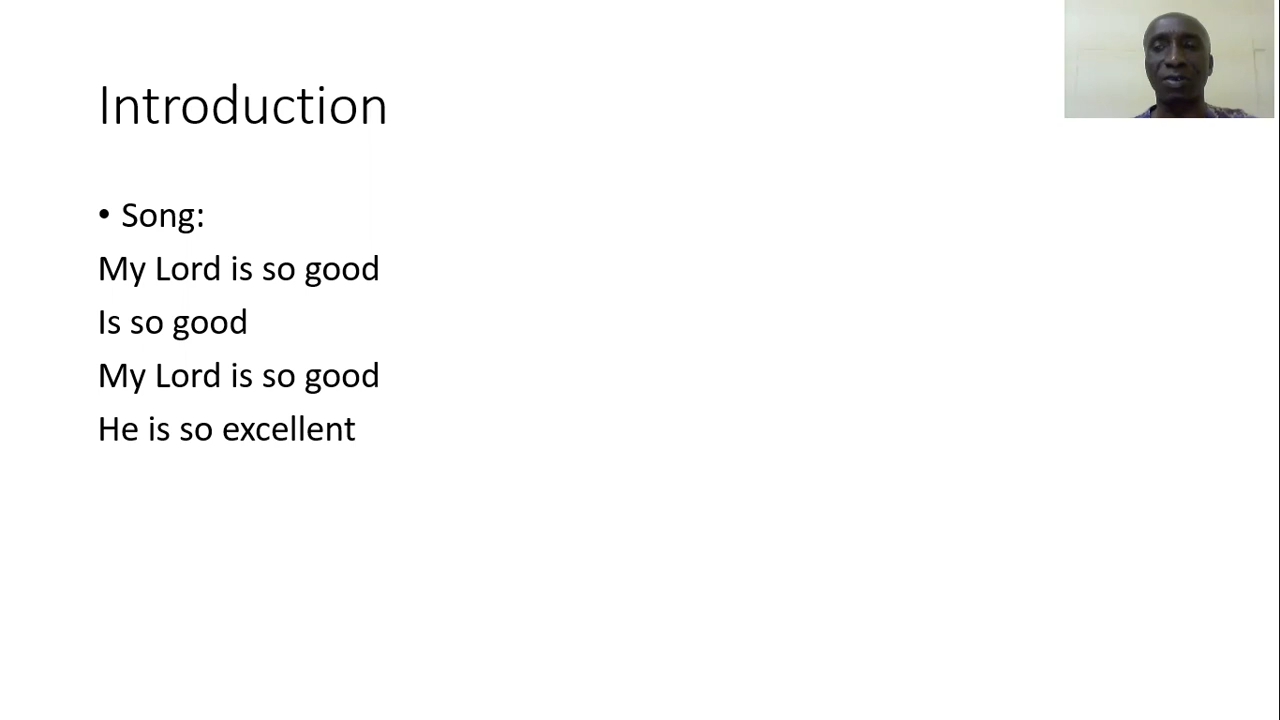 Introduction
• Song:
My Lord is so good
Is so good
My Lord is so good
He is so excellent